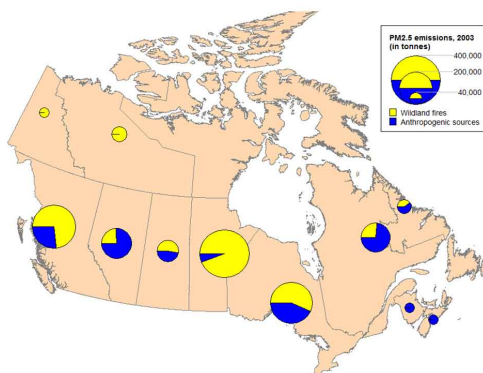 PM2.5 emissions, 2003
(in tonnes)
400,000
200,000
40,000
Wildland fires
Anthropogenic sources